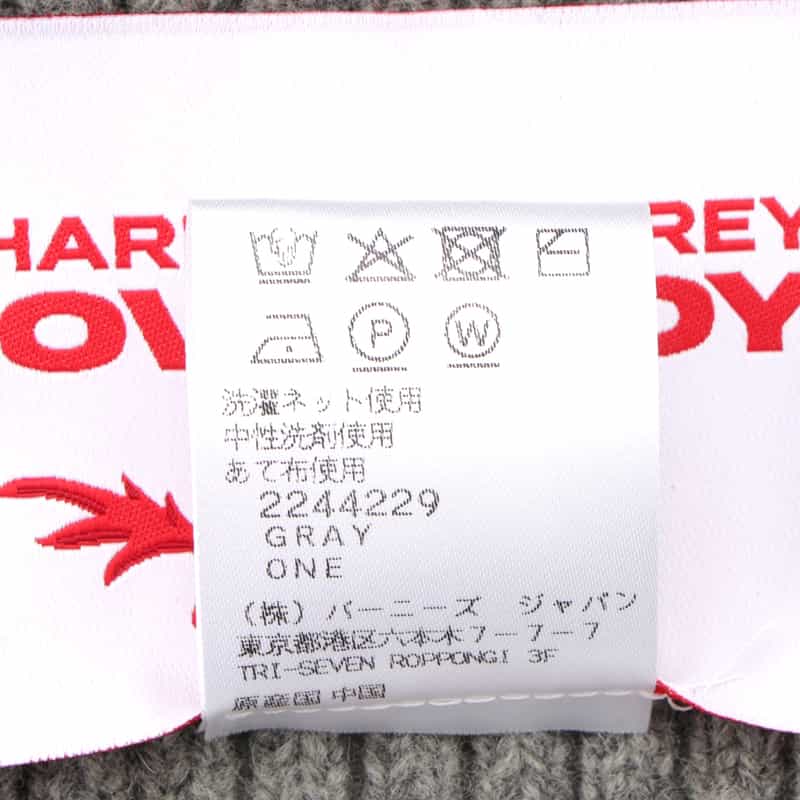 HAR REY
OV OY
P W
洗濯ネット使用
中性洗剤使用
あて布使用
2244229
GRAY
ONE
(株) バーニーズ ジャパン
東京都港区六本木7-7-7
TRI-SEVEN ROPPONGI 3F
原産国 中国